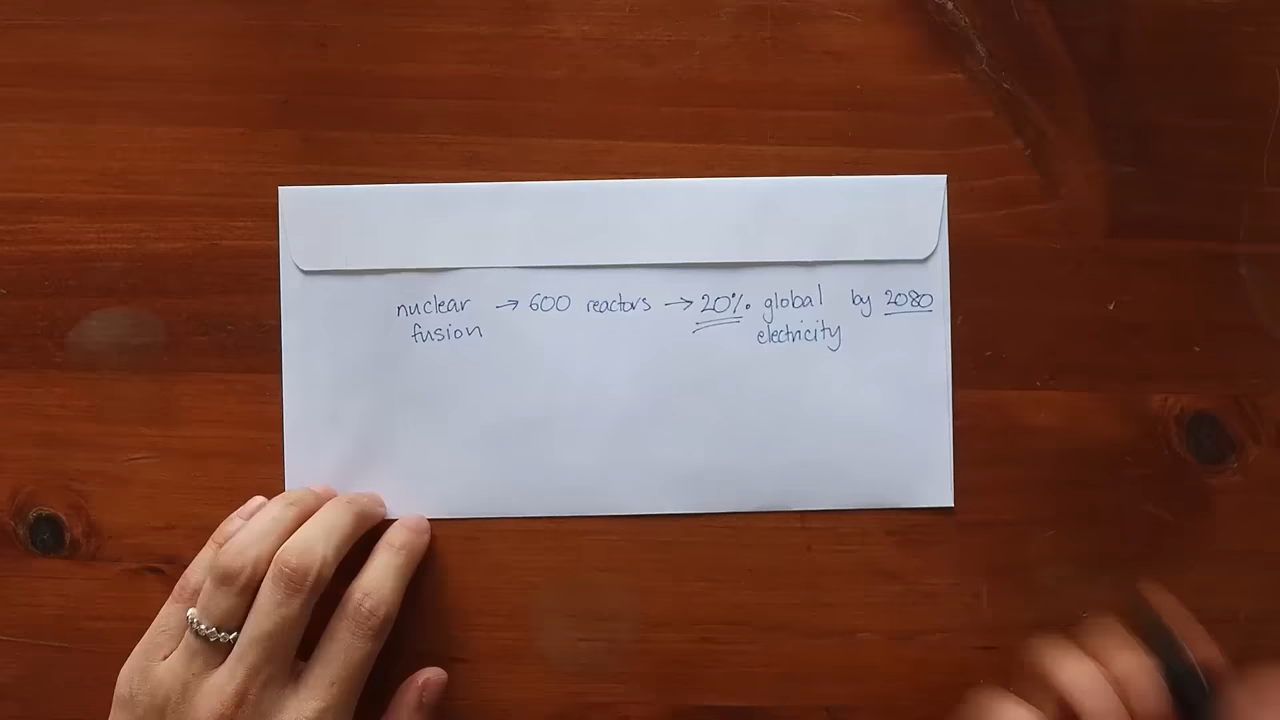 nuclear → 600 reactors → 20% global by 2080
fusion electricity